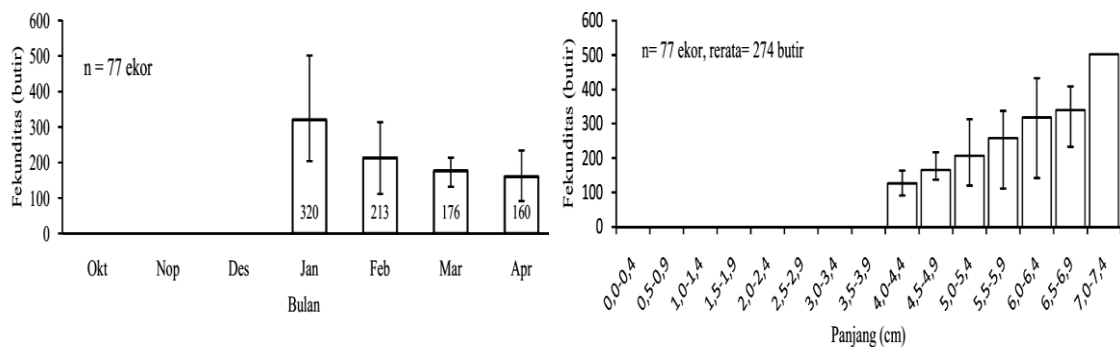 600
500
400
300
200
100
0
Fekunditas (butir)
n = 77 ekor
320 213 176 160
Okt Nop Des Jan Feb Mar Apr
Bulan
600
500
400
300
200
100
0
Fekunditas (butir)
n= 77 ekor, rerata= 274 butir
0,0-0,4 0,5-0,9 1,0-1,4 1,5-1,9 2,0-2,4 2,5-2,9 3,0-3,4 3,5-3,9 4,0-4,4 4,5-4,9 5,0-5,4 5,5-5,9 6,0-6,4 6,5-6,9 7,0-7,4
Panjang (cm)